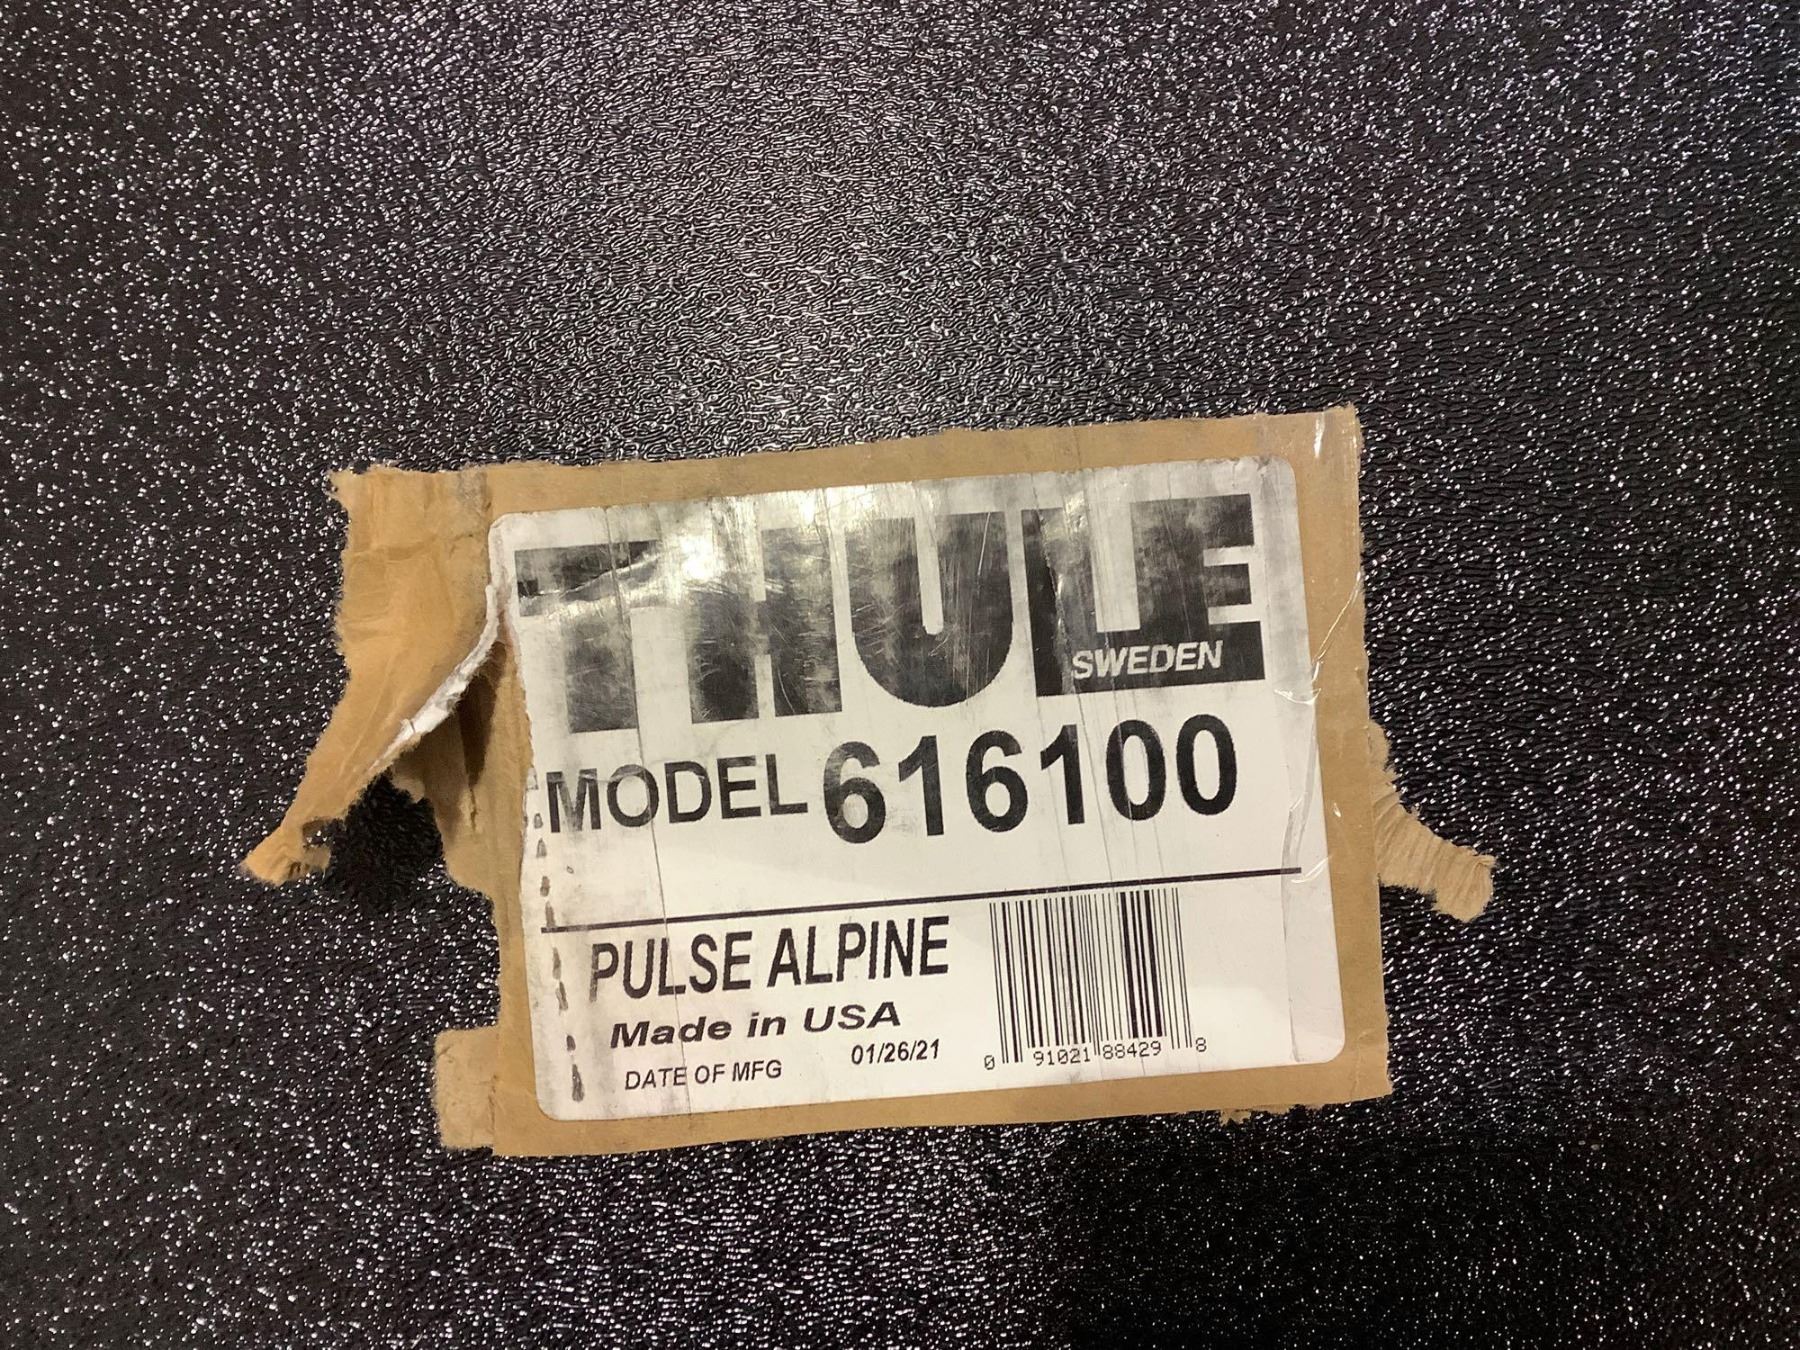 THULE
SWEDEN
MODEL 616100
PULSE ALPINE
Made in USA
DATE OF MFG 01/26/21
0 91021 88429 8